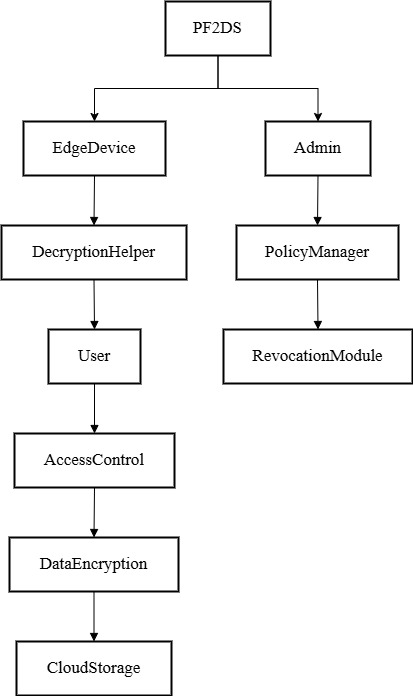 PF2DS
EdgeDevice
Admin
DecryptionHelper
PolicyManager
User
RevocationModule
AccessControl
DataEncryption
CloudStorage